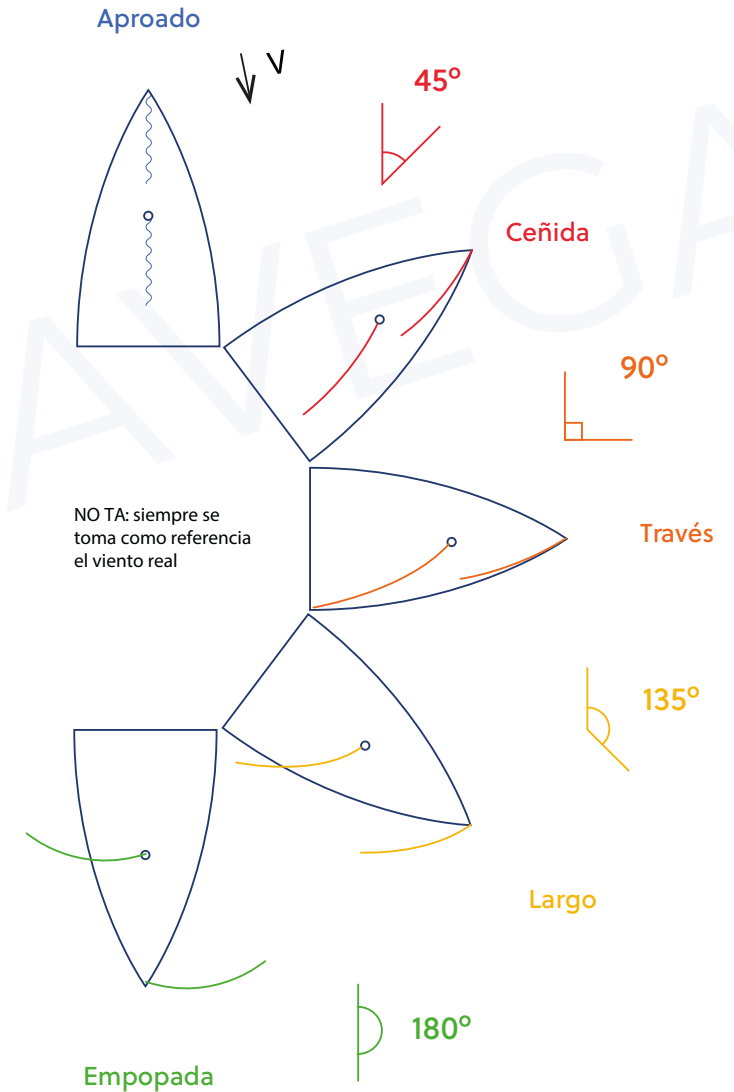 Aproado
V
45º
Ceñida
90º
NO TA: siempre se
toma como referencia
el viento real
Través
135º
Largo
180º
Empopada
AVEGA